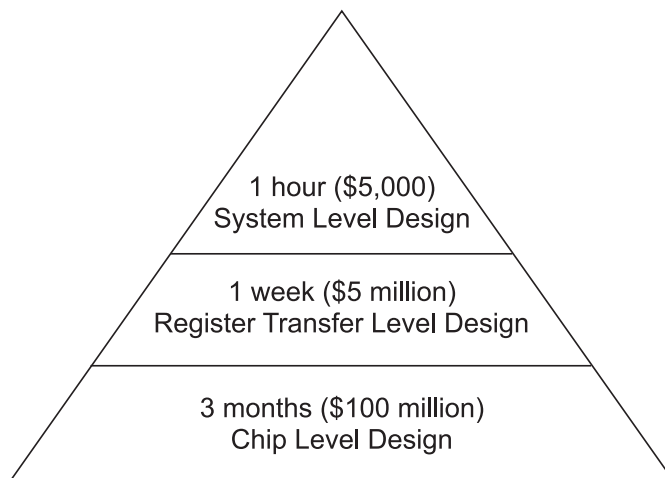 1 hour ($5,000)
System Level Design
1 week ($5 million)
Register Transfer Level Design
3 months ($100 million)
Chip Level Design